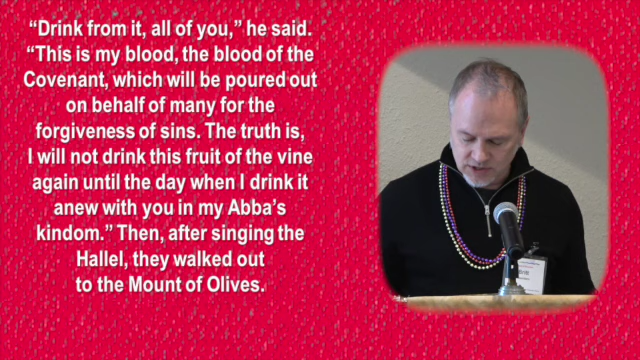 “Drink from it, all of you,” he said.
“This is my blood, the blood of the
Covenant, which will be poured out
on behalf of many for the
forgiveness of sins. The truth is,
I will not drink this fruit of the vine
again until the day when I drink it
anew with you in my Abba’s
kindom.” Then, after singing the
Hallel, they walked out
to the Mount of Olives.